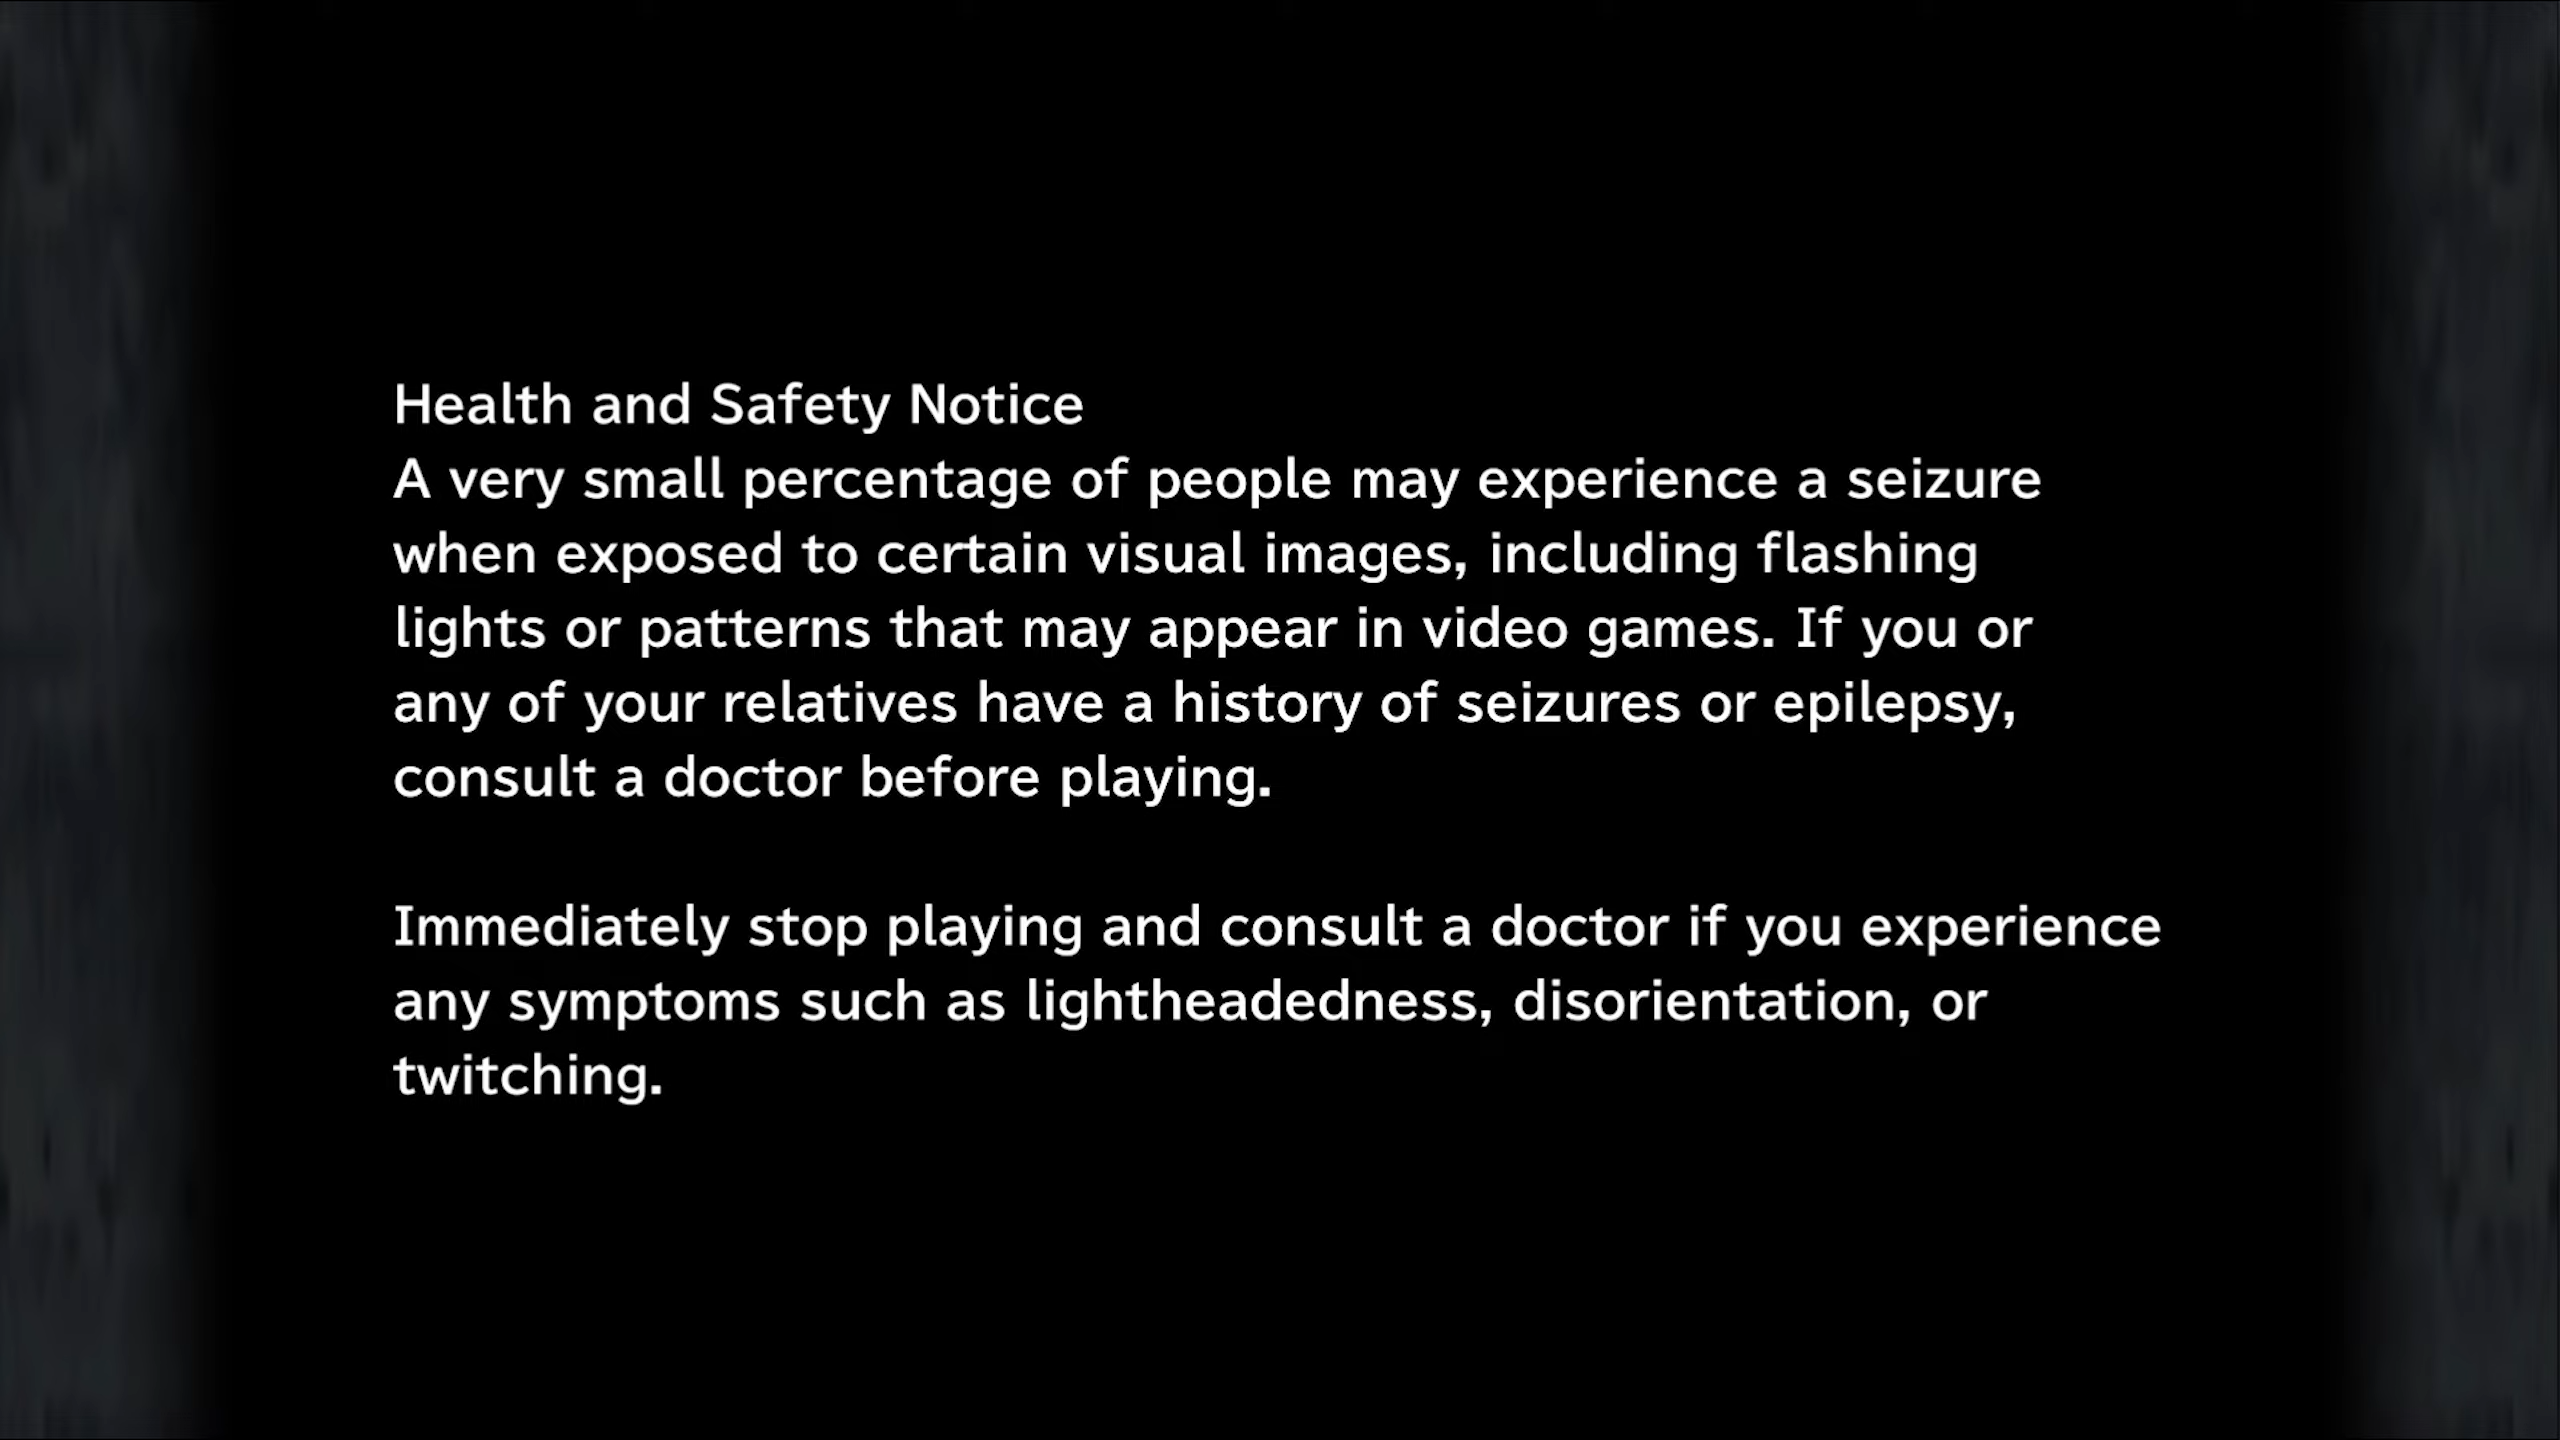 Health and Safety Notice
A very small percentage of people may experience a seizure
when exposed to certain visual images, including flashing
lights or patterns that may appear in video games. If you or
any of your relatives have a history of seizures or epilepsy,
consult a doctor before playing.
Immediately stop playing and consult a doctor if you experience
any symptoms such as lightheadedness, disorientation, or
twitching.